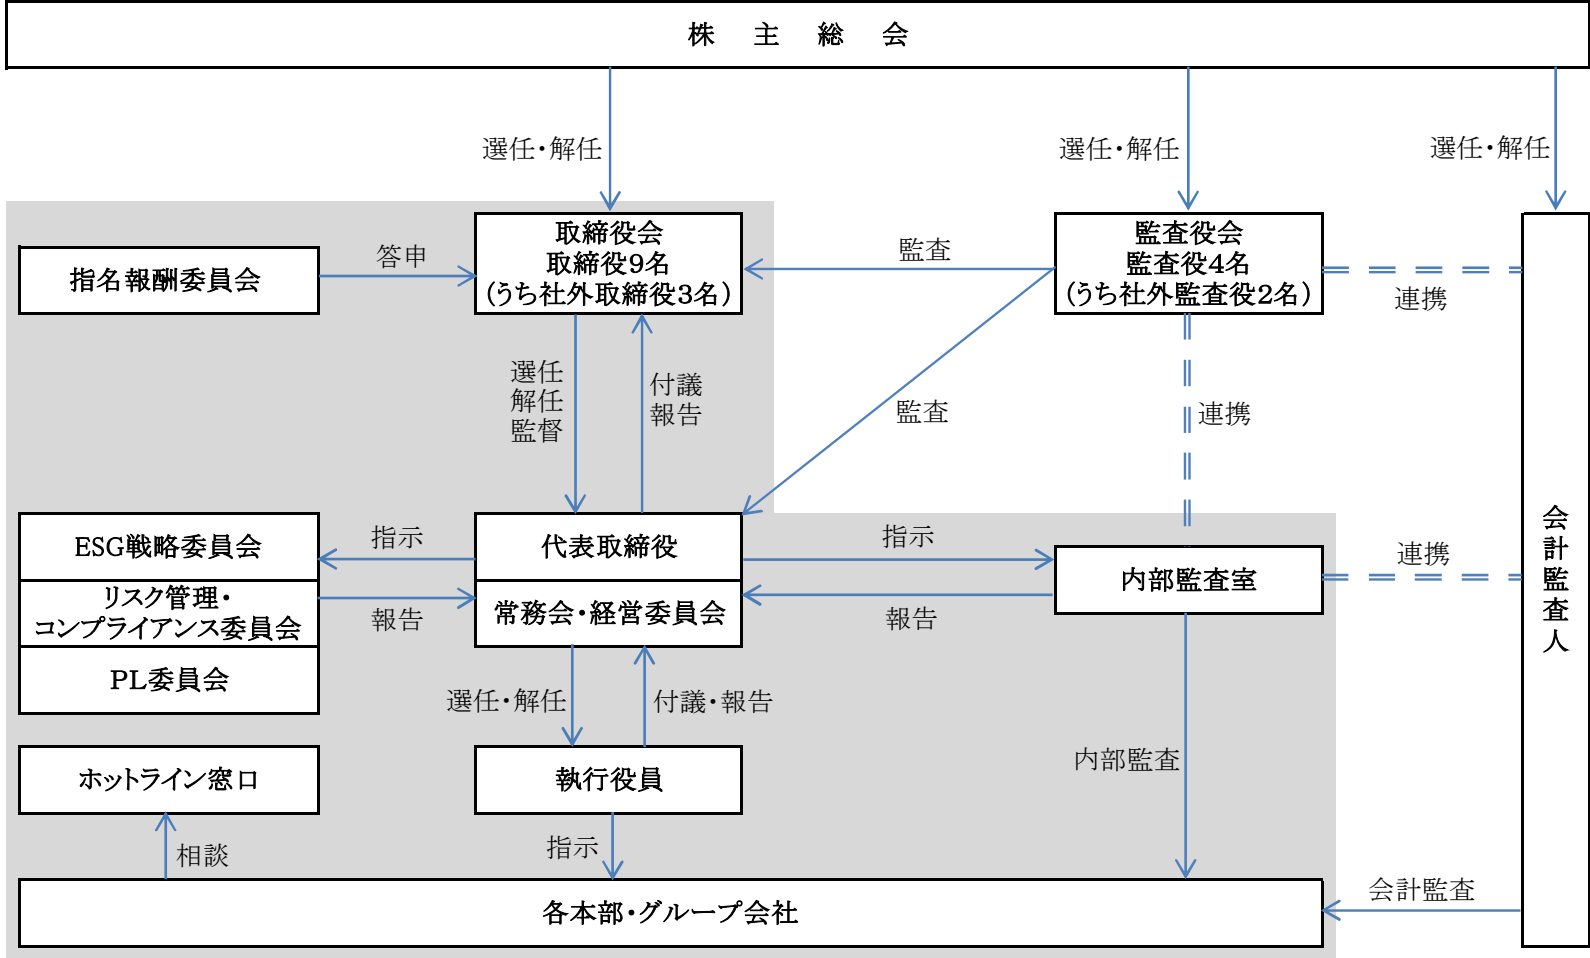 株 主 総 会
選任・解任
選任・解任
選任・解任
指名報酬委員会
答申
取締役会
取締役9名
(うち社外取締役3名)
監査
監査役会
監査役4名
(うち社外監査役2名)
連携
選任
解任
監督
付議
報告
監査
連携
会計監査人
ESG戦略委員会
リスク管理・
コンプライアンス委員会
PL委員会
指示
報告
代表取締役
常務会・経営委員会
指示
報告
内部監査室
連携
選任・解任
付議・報告
ホットライン窓口
執行役員
内部監査
相談
指示
各本部・グループ会社
会計監査